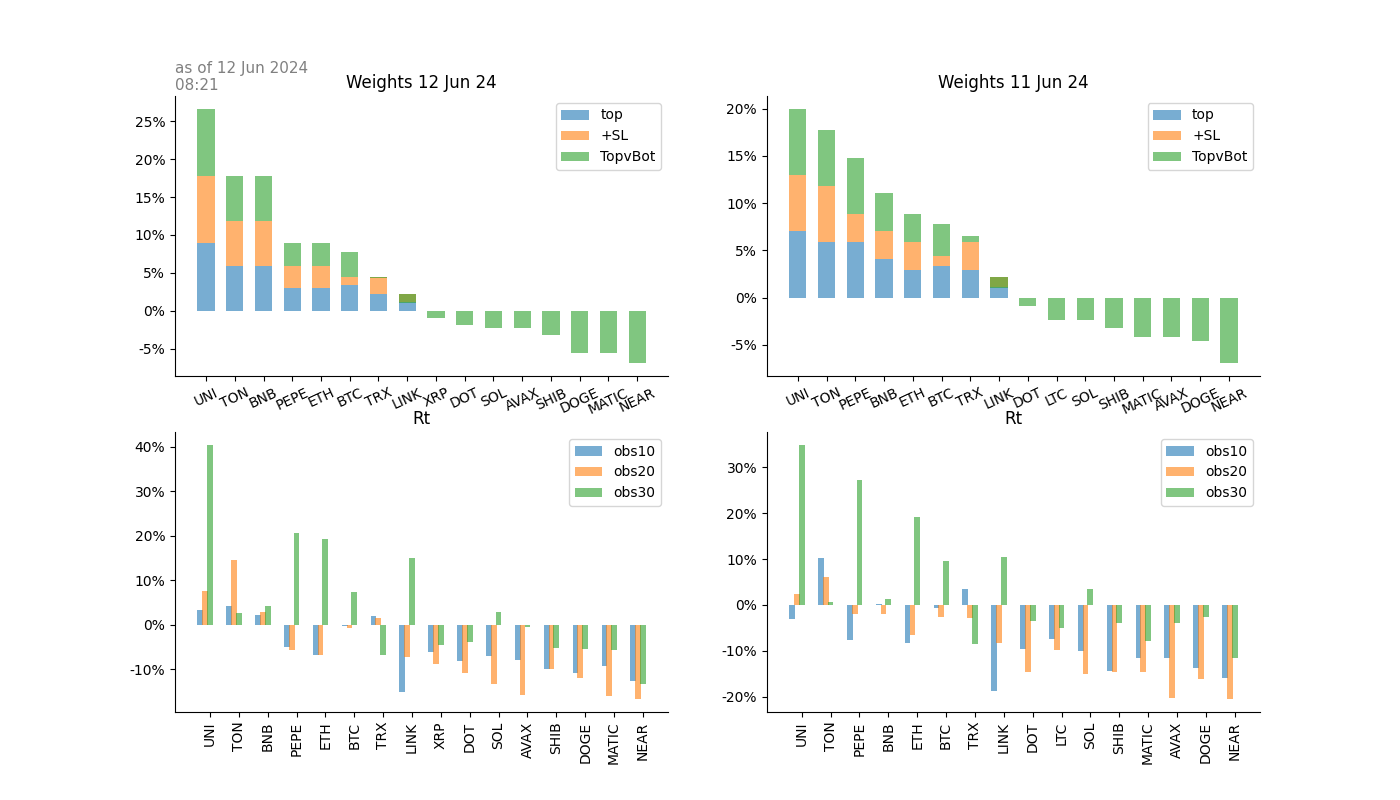 as of 12 Jun 2024
08:21
Weights 12 Jun 24
25%
20%
15%
10%
5%
0%
-5%
top
+SL
TopvBot
UNI TON BNB PEPE ETH BTC TRX LINK XRP DOT SOL AVAX SHIB DOGE MATIC NEAR
Weights 11 Jun 24
20%
15%
10%
5%
0%
-5%
top
+SL
TopvBot
UNI TON PEPE BNB ETH BTC TRX LINK DOT LTC SOL SHIB MATIC AVAX DOGE NEAR
Rt
40%
30%
20%
10%
0%
-10%
obs10
obs20
obs30
UNI TON BNB PEPE ETH BTC TRX LINK XRP DOT SOL AVAX SHIB DOGE MATIC NEAR
Rt
30%
20%
10%
0%
-10%
-20%
obs10
obs20
obs30
UNI TON PEPE BNB ETH BTC TRX LINK DOT LTC SOL SHIB MATIC AVAX DOGE NEAR